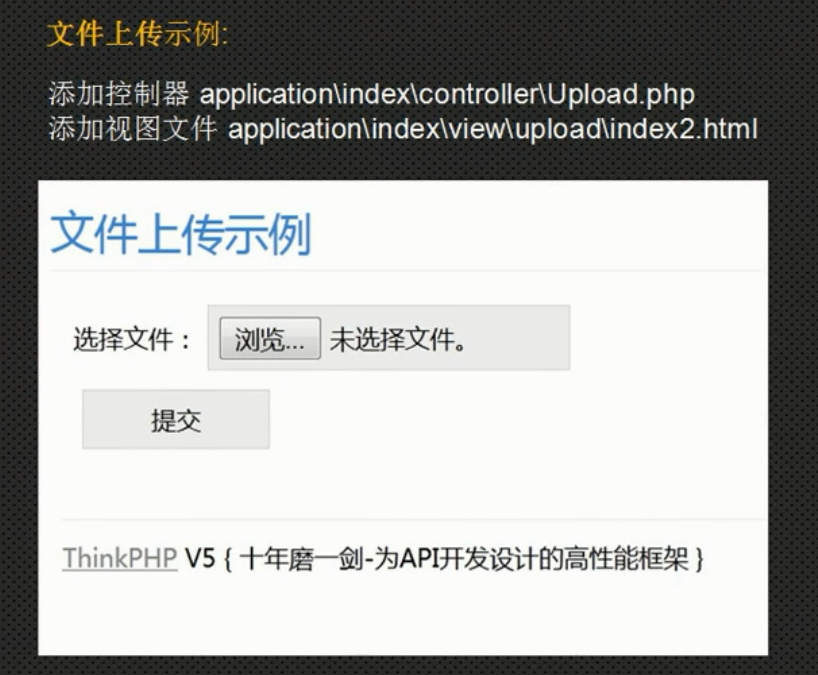 文件上传示例:
添加控制器 application\index\controller\Upload.php
添加视图文件 application\index\view\upload\index2.html
文件上传示例
选择文件： 浏览... 未选择文件。
提交
ThinkPHP V5 { 十年磨一剑-为API开发设计的高性能框架 }